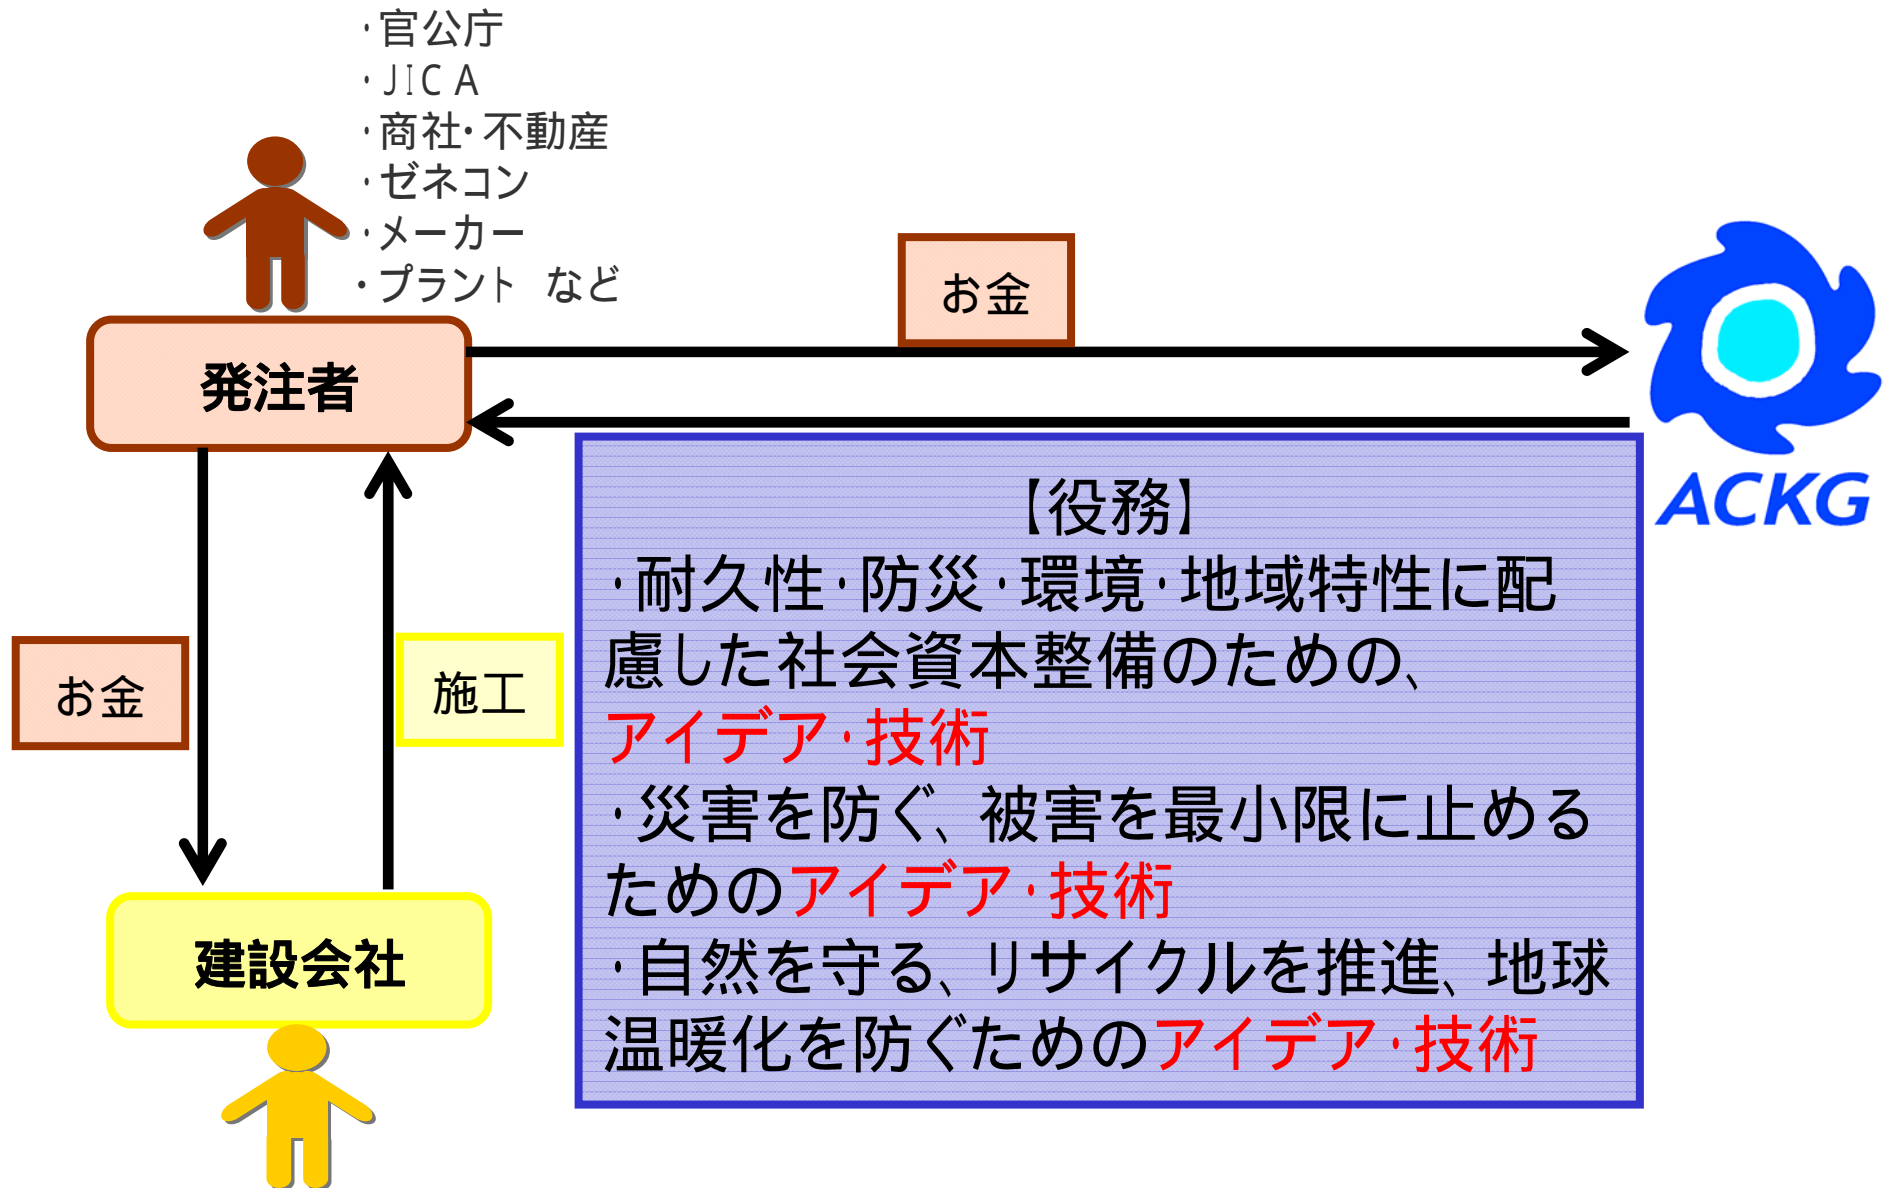 ・官公庁
・JICA
・商社・不動産
・ゼネコン
・メーカー
・プラント など
お金
発注者
ACKG
【役務】
・耐久性・防災・環境・地域特性に配
慮した社会資本整備のための、
アイデア・技術
・災害を防ぐ、被害を最小限に止める
ためのアイデア・技術
・自然を守る、リサイクルを推進、地球
温暖化を防ぐためのアイデア・技術
お金
施工
建設会社